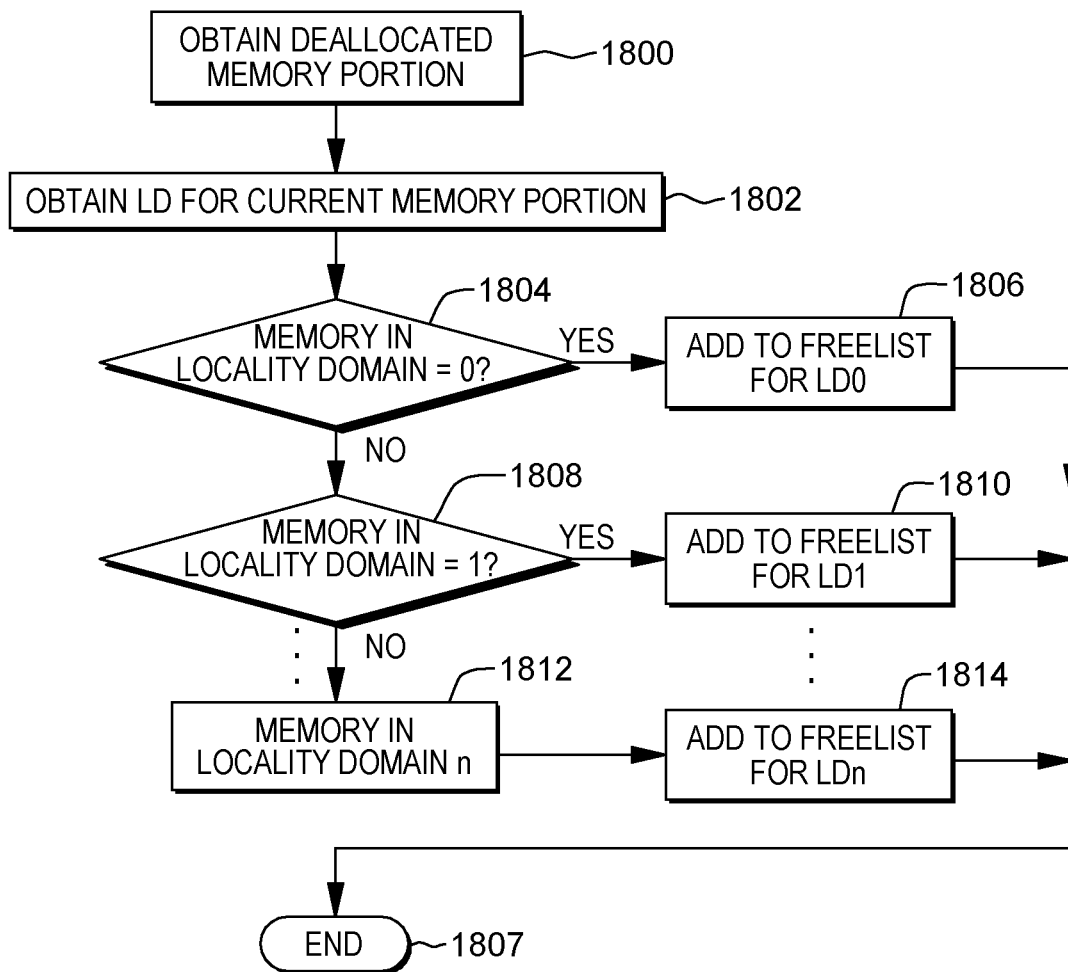 OBTAIN DEALLOCATED
MEMORY PORTION
1800
OBTAIN LD FOR CURRENT MEMORY PORTION
1802
1804
MEMORY IN
LOCALITY DOMAIN = 0?
YES
1806
ADD TO FREELIST
FOR LD0
NO
1808
MEMORY IN
LOCALITY DOMAIN = 1?
YES
1810
ADD TO FREELIST
FOR LD1
NO
1812
MEMORY IN
LOCALITY DOMAIN n
1814
ADD TO FREELIST
FOR LDn
END
1807